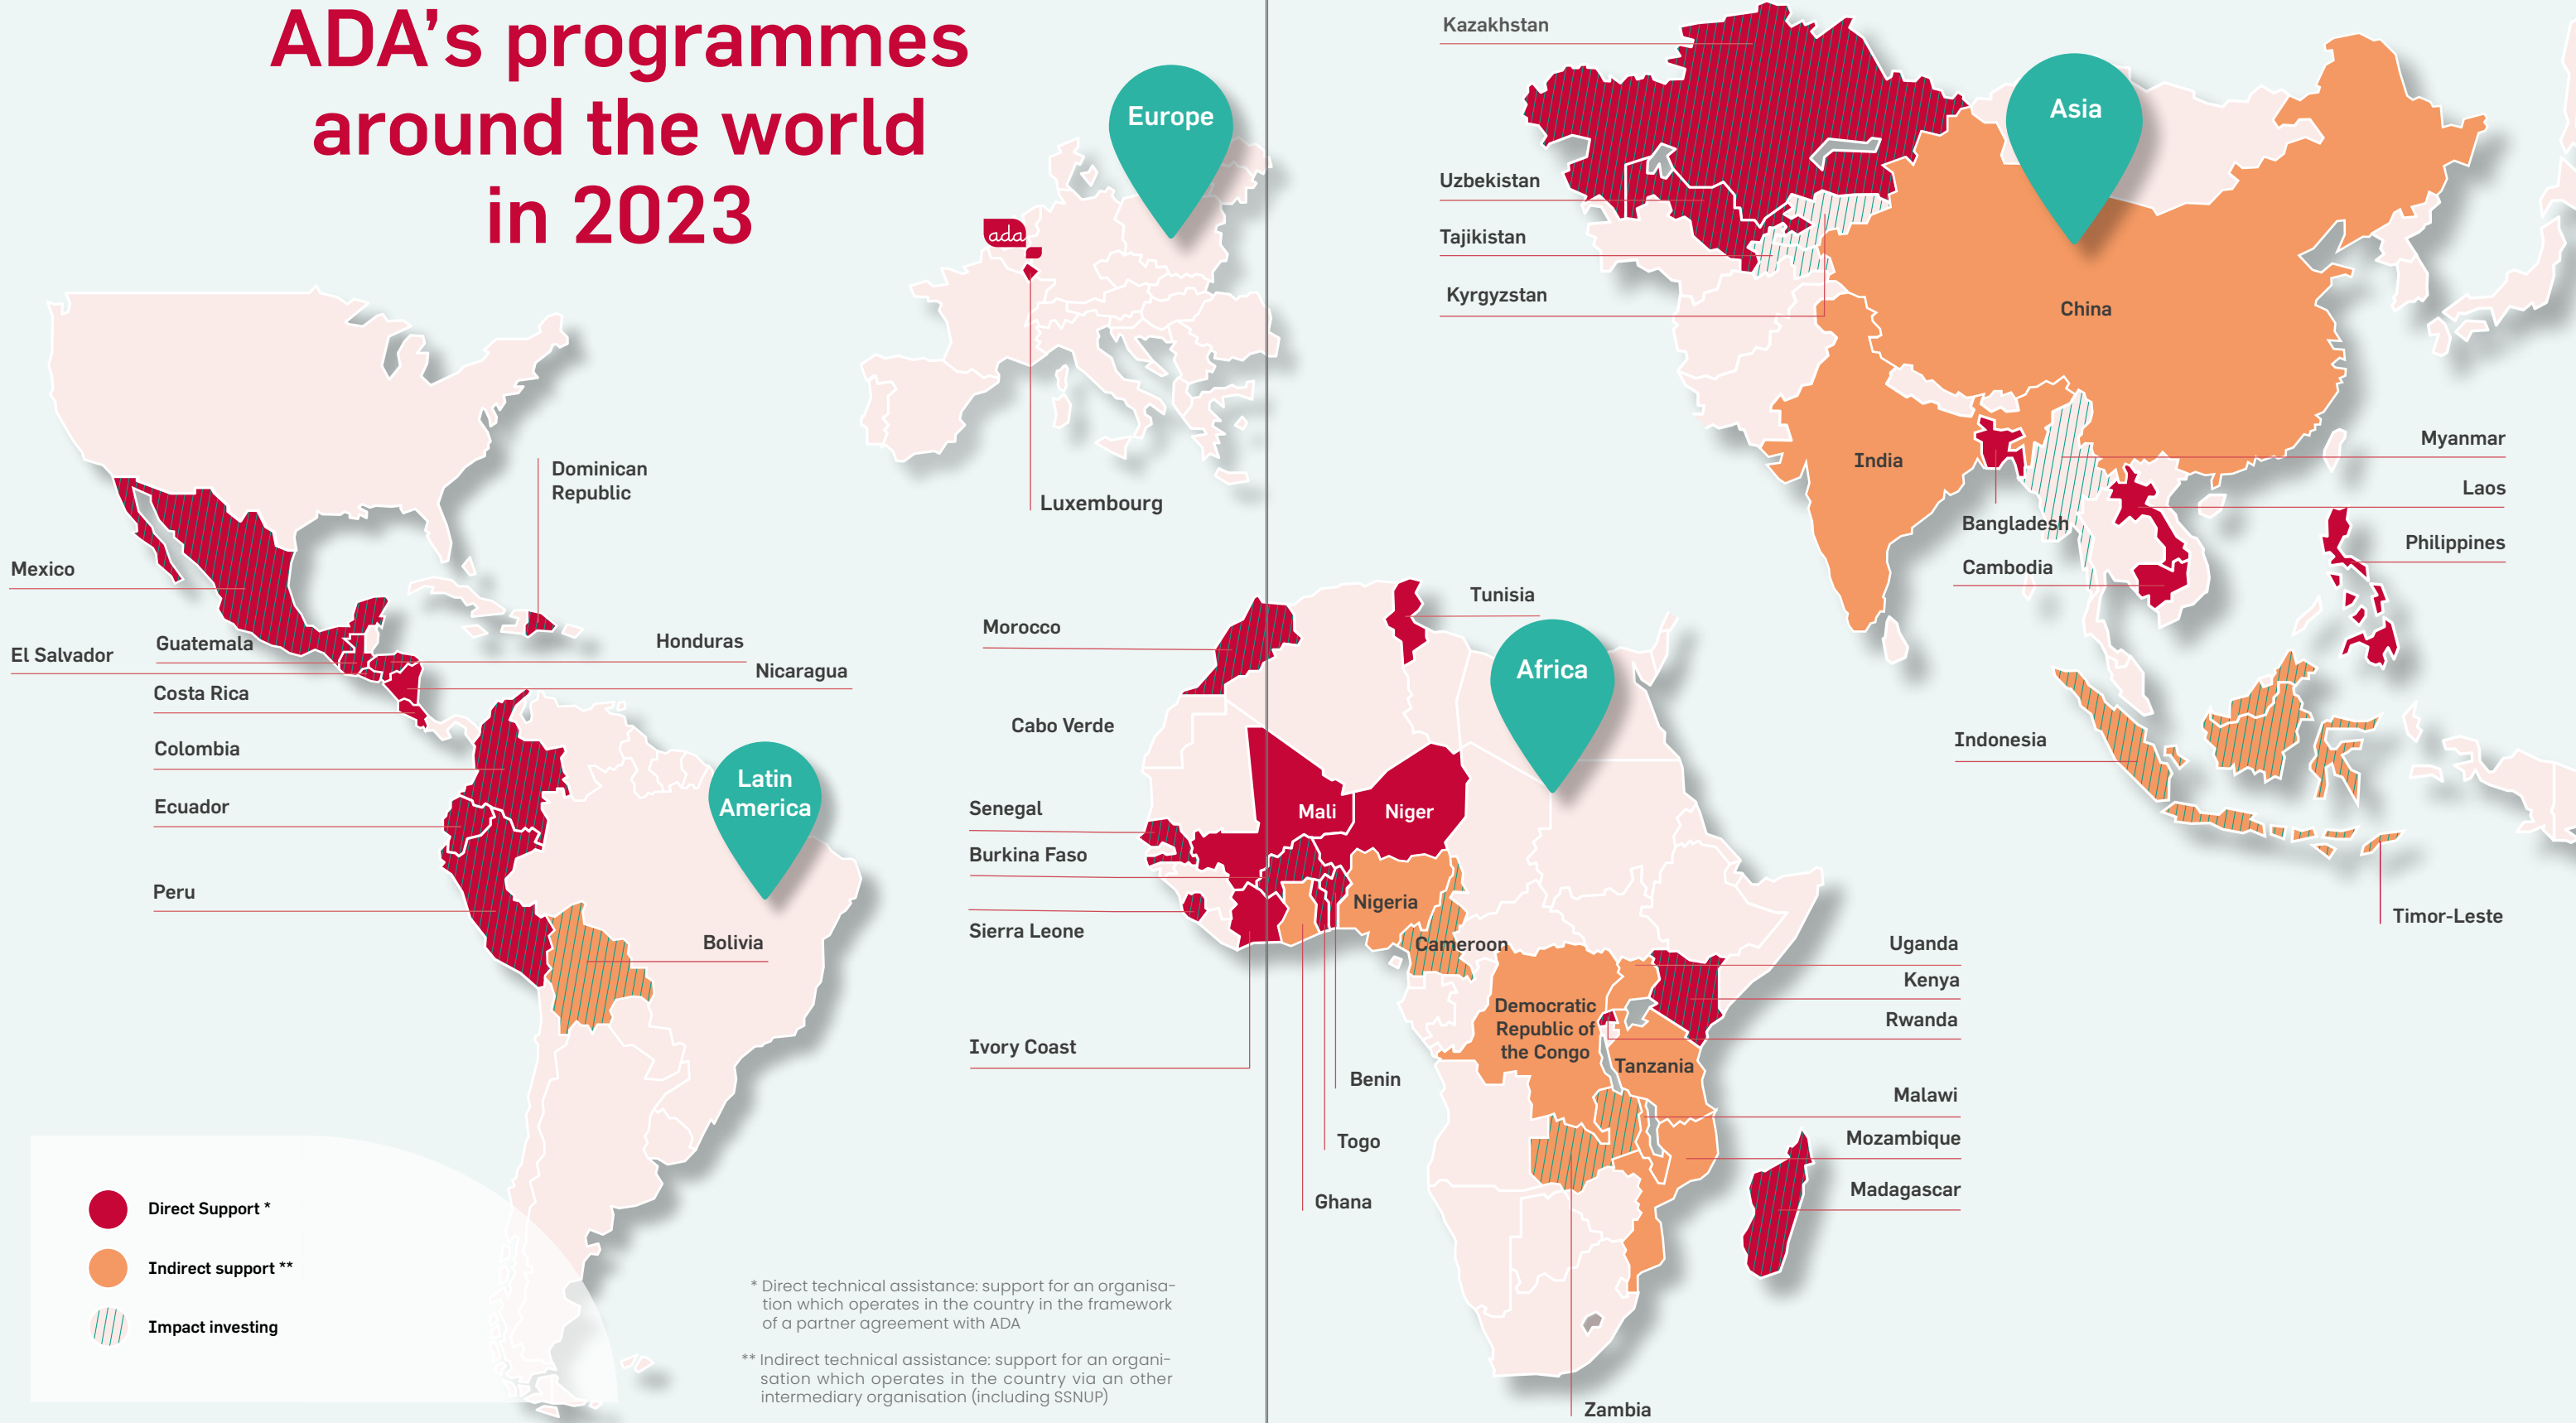 ADA’s programmes
around the world
in 2023
Europe
ada
Luxembourg
Dominican
Republic
Mexico
El Salvador
Guatemala
Honduras
Nicaragua
Costa Rica
Colombia
Ecuador
Peru
Latin
America
Bolivia
Kazakhstan
Uzbekistan
Tajikistan
Kyrgyzstan
Asia
China
India
Myanmar
Laos
Bangladesh
Philippines
Cambodia
Indonesia
Timor-Leste
Tunisia
Morocco
Africa
Cabo Verde
Senegal
Mali
Niger
Burkina Faso
Nigeria
Sierra Leone
Cameroon
Uganda
Kenya
Democratic
Republic of
the Congo
Rwanda
Ivory Coast
Tanzania
Benin
Malawi
Togo
Mozambique
Ghana
Madagascar
Zambia
Direct Support *
Indirect support **
Impact investing
* Direct technical assistance: support for an organisa-
tion which operates in the country in the framework
of a partner agreement with ADA
** Indirect technical assistance: support for an organi-
sation which operates in the country via an other
intermediary organisation (including SSNUP)